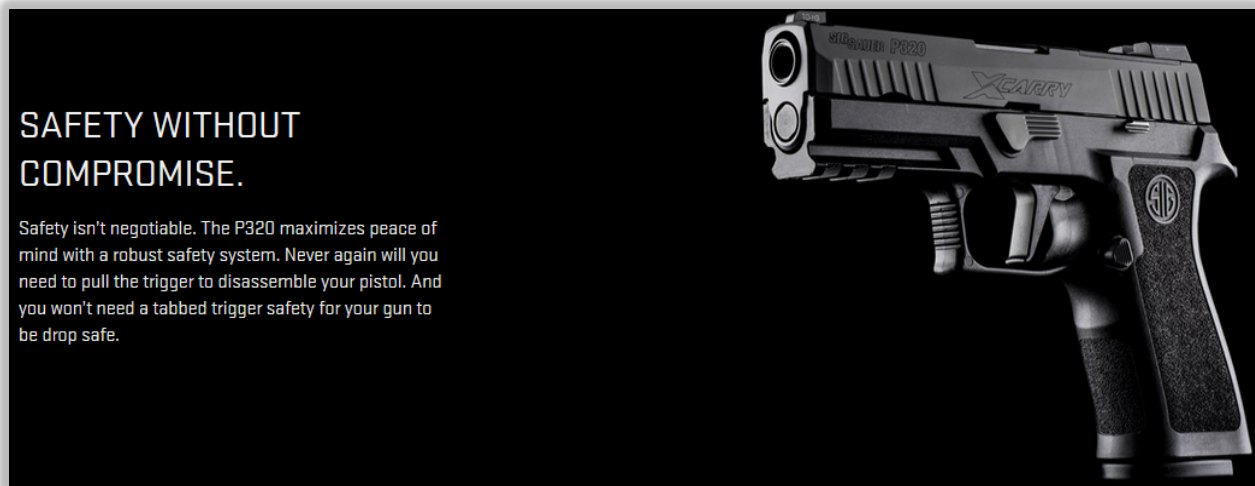 SAFETY WITHOUT
COMPROMISE.
Safety isn't negotiable. The P320 maximizes peace of
mind with a robust safety system. Never again will you
need to pull the trigger to disassemble your pistol. And
you won't need a tabbed trigger safety for your gun to
be drop safe.
SIG SAUER P320
XCARRY
SIG